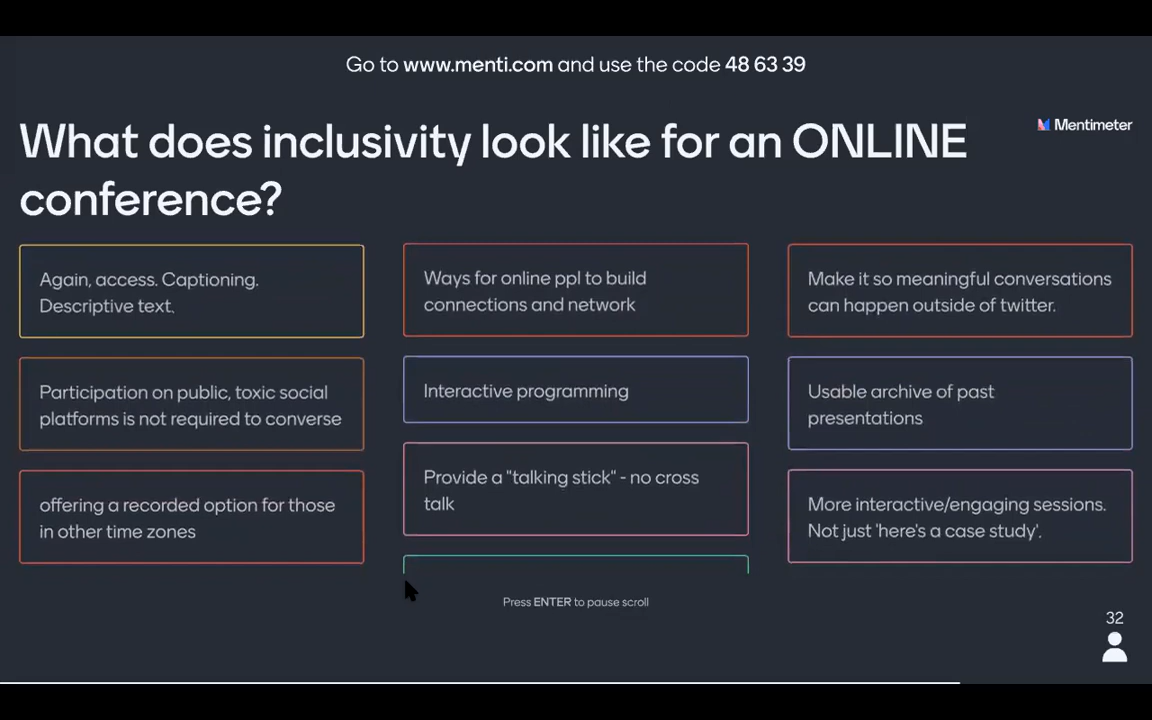 Go to www.menti.com and use the code 48 63 39
What does inclusivity look like for an ONLINE
conference?
Mentimeter
Again, access. Captioning.
Descriptive text.
Participation on public, toxic social
platforms is not required to converse
offering a recorded option for those
in other time zones
Ways for online ppl to build
connections and network
Interactive programming
Provide a "talking stick" - no cross
talk
Make it so meaningful conversations
can happen outside of twitter.
Usable archive of past
presentations
More interactive/engaging sessions.
Not just 'here's a case study'.
Press ENTER to pause scroll
32